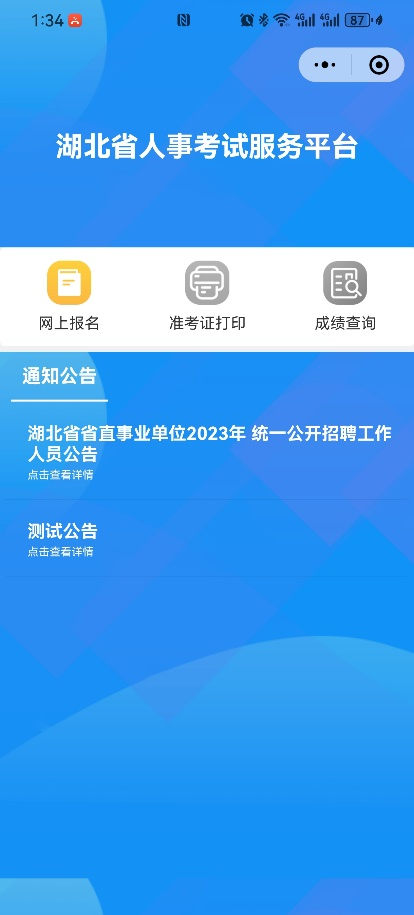 1:34
4G
4G
87
湖北省人事考试服务平台
网上报名
准考证打印
成绩查询
通知公告
湖北省省直事业单位2023年 统一公开招聘工作
人员公告
点击查看详情
测试公告
点击查看详情